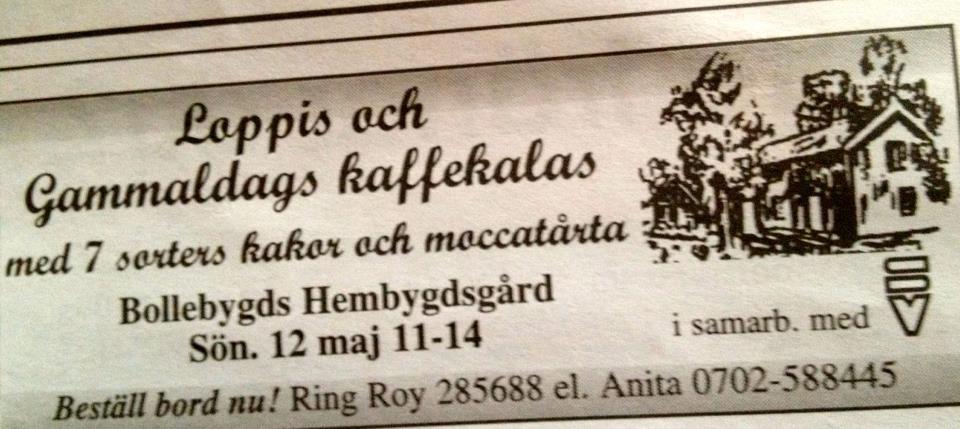 Loppis och
Gammaldags kaffekalas
med 7 sorters kakor och moccatårta
Bollebygds Hembygdsgård
Sön. 12 maj 11-14
i samarb. med
Beställ bord nu! Ring Roy 285688 el. Anita 0702-588445